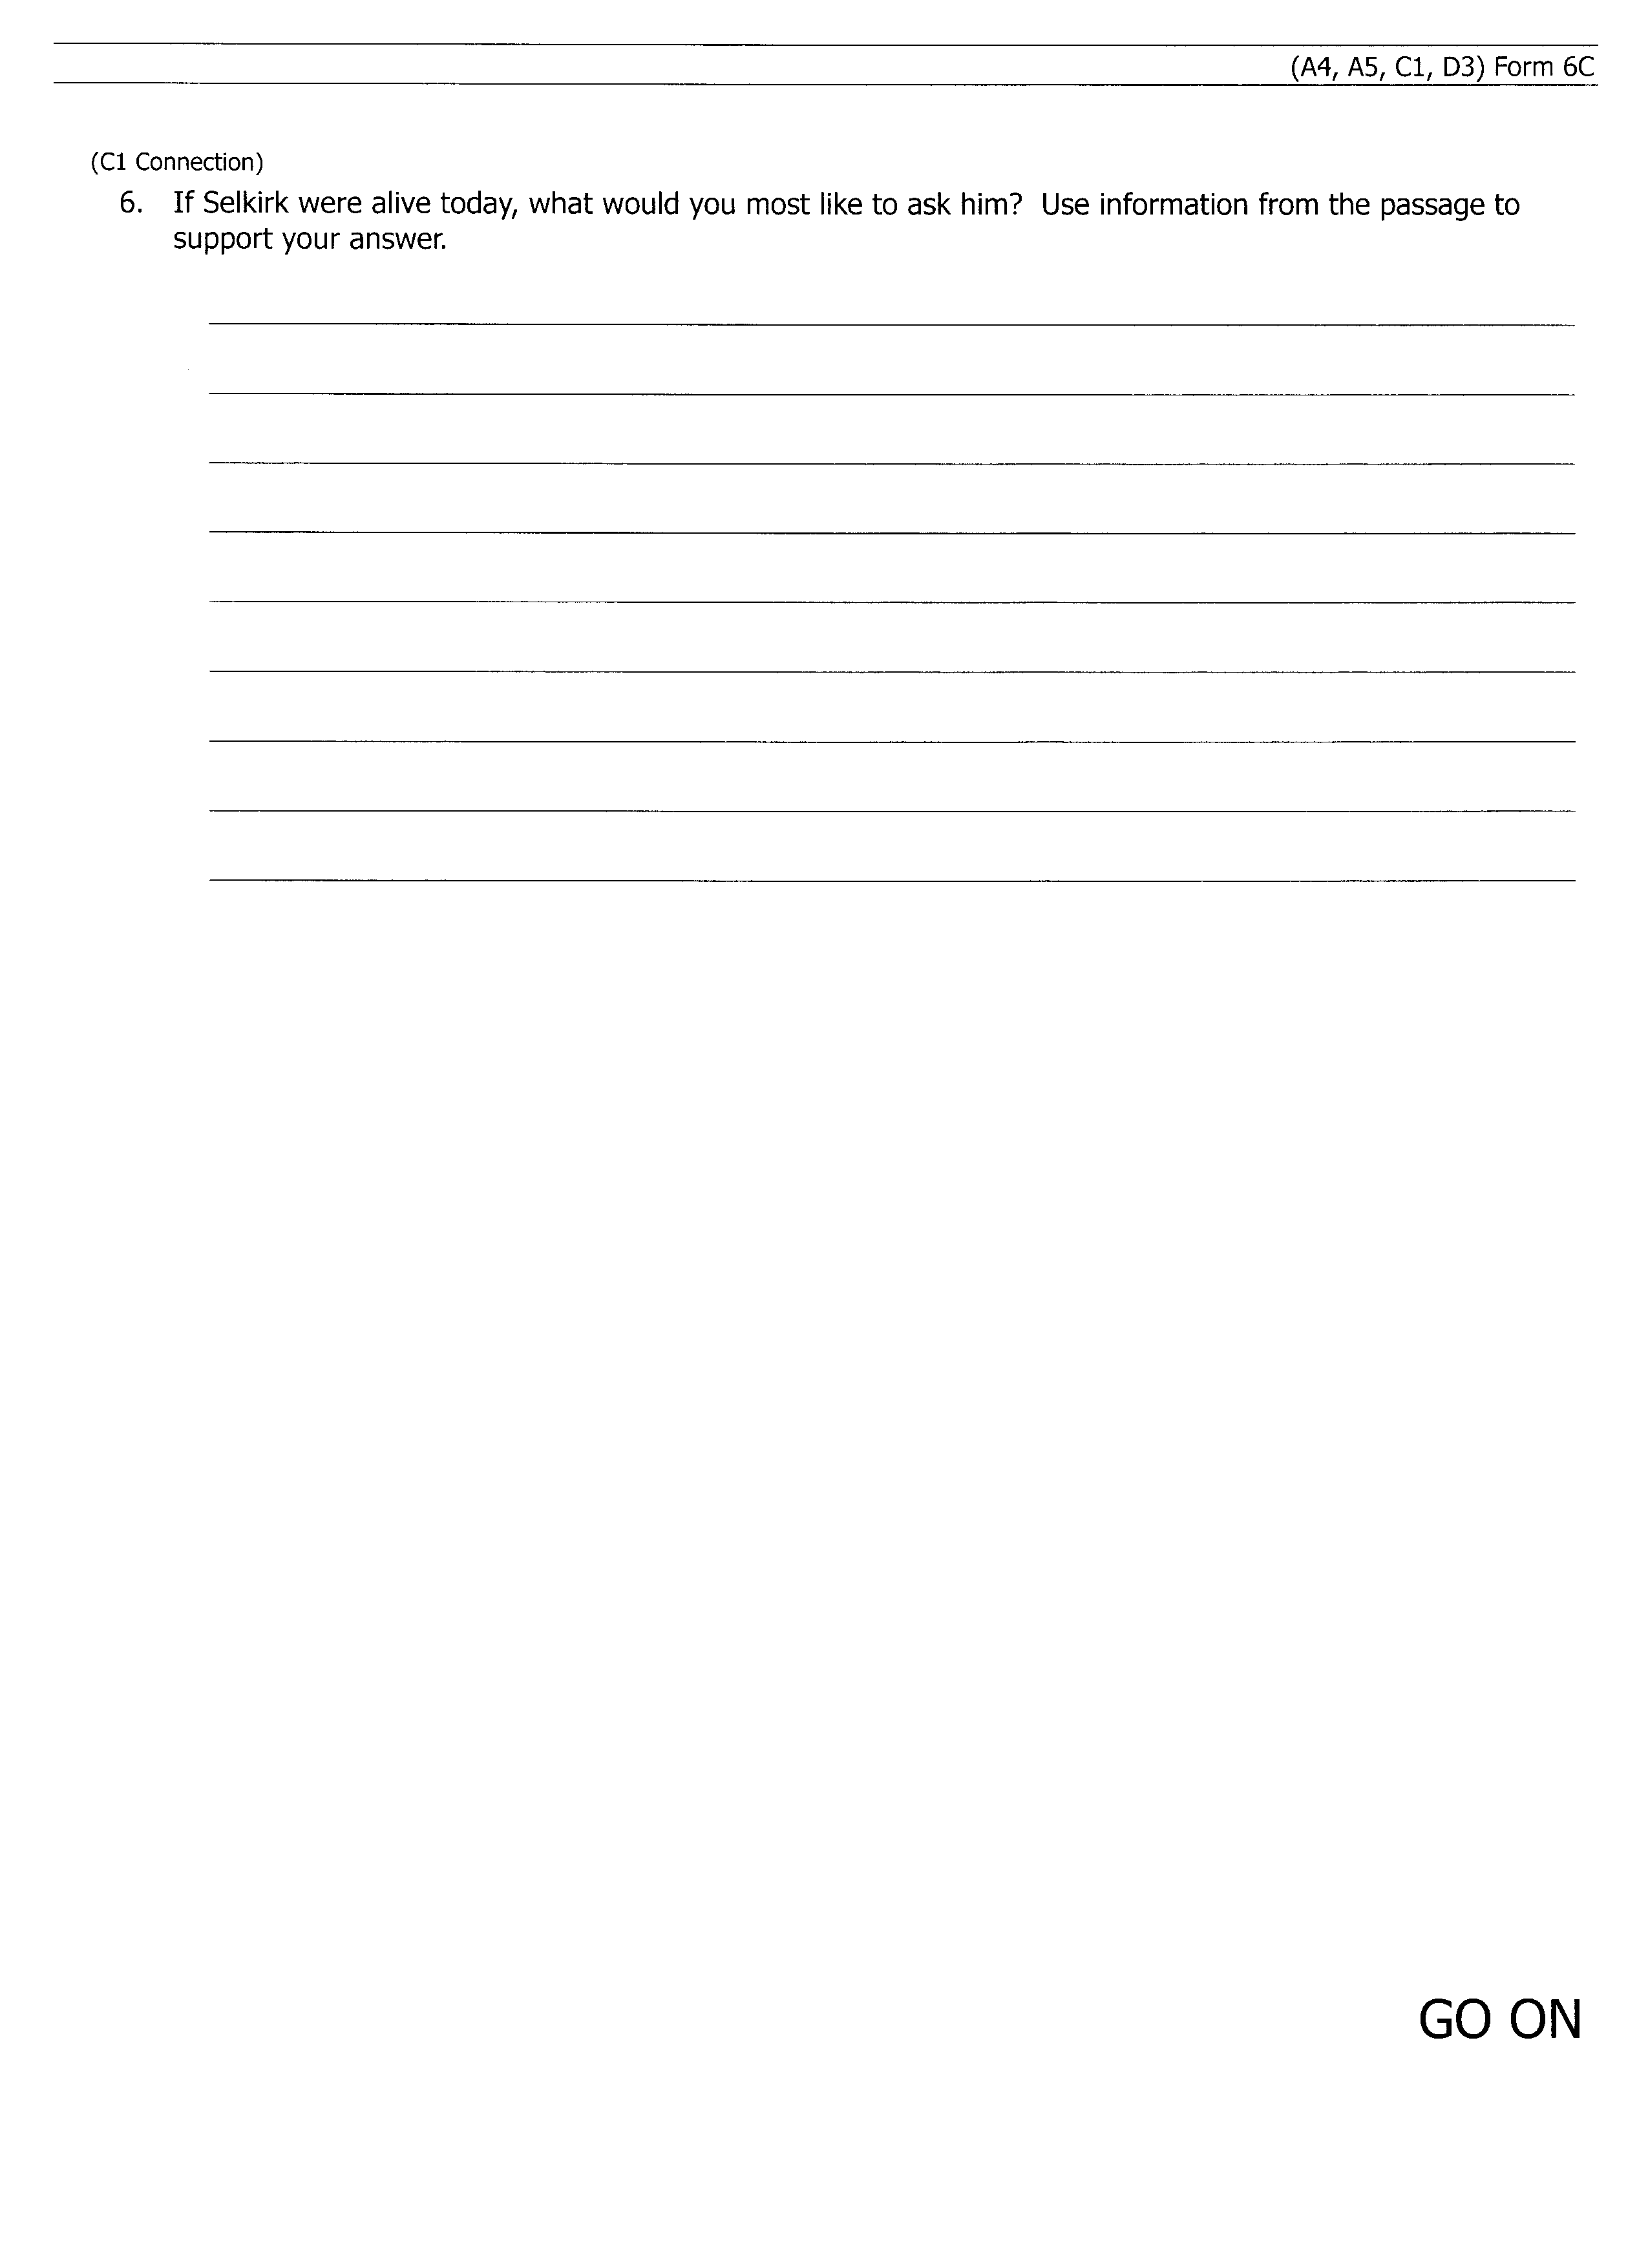 (A4, A5, C1, D3) Form 6C
(C1 Connection)
6. If Selkirk were alive today, what would you most like to ask him? Use information from the passage to
support your answer.
GO ON